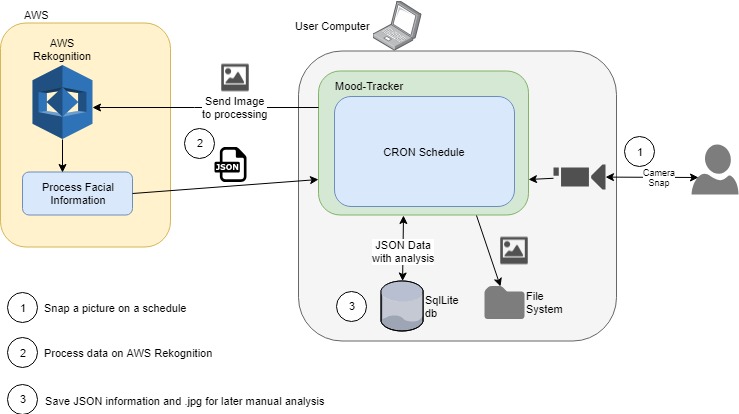 AWS
User Computer
AWS
Rekognition
Mood-Tracker
Send Image
to processing
CRON Schedule
2
JSON
1
Camera
Snap
Process Facial
Information
JSON Data
with analysis
3
SqlLite
db
File
System
1
Snap a picture on a schedule
2
Process data on AWS Rekognition
3
Save JSON information and .jpg for later manual analysis